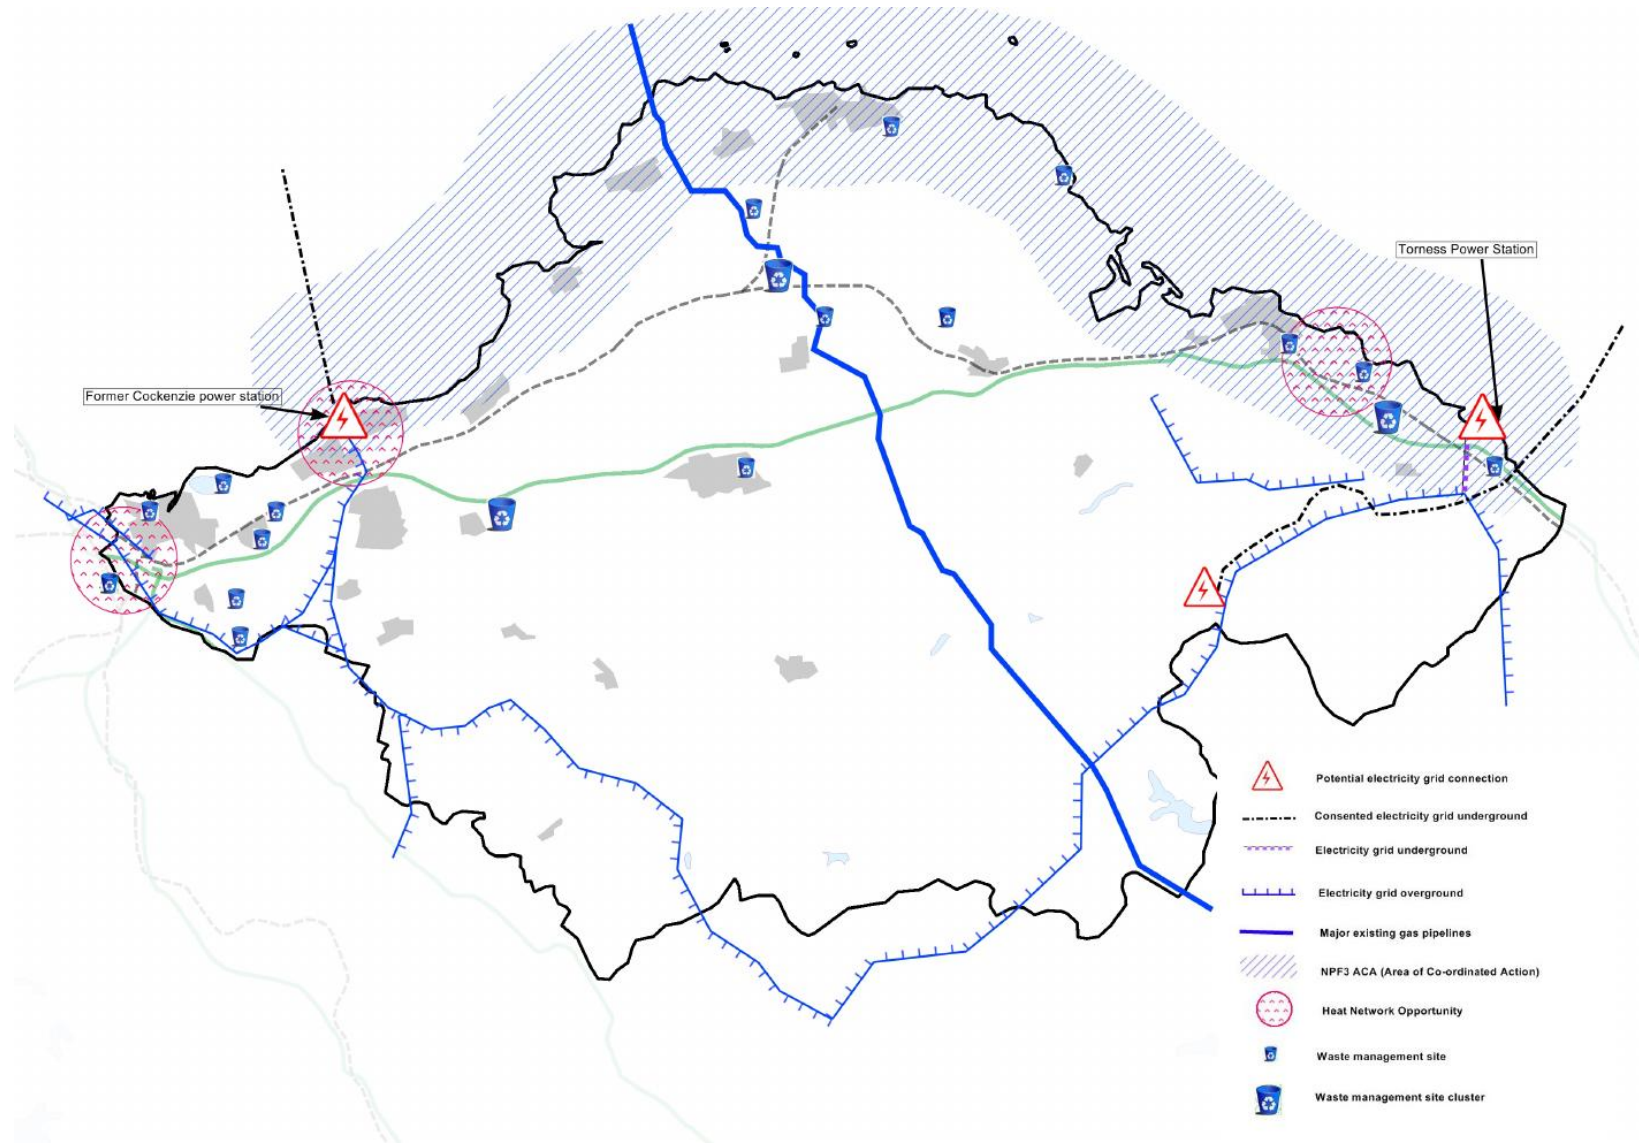 Torness Power Station
Former Cockenzie power station
Potential electricity grid connection
Consented electricity grid underground
Electricity grid underground
Electricity grid overground
Major existing gas pipelines
NPF3 ACA (Area of Co-ordinated Action)
Heat Network Opportunity
Waste management site
Waste management site cluster